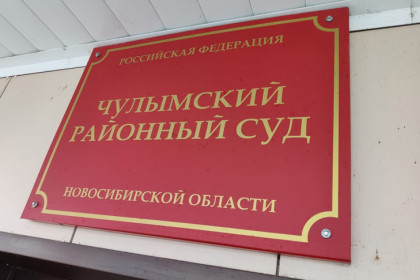 РОССИЙСКАЯ ФЕДЕРАЦИЯ
ЧУЛЫМСКИЙ
РАЙОННЫЙ СУД
НОВОСИБИРСКОЙ ОБЛАСТИ